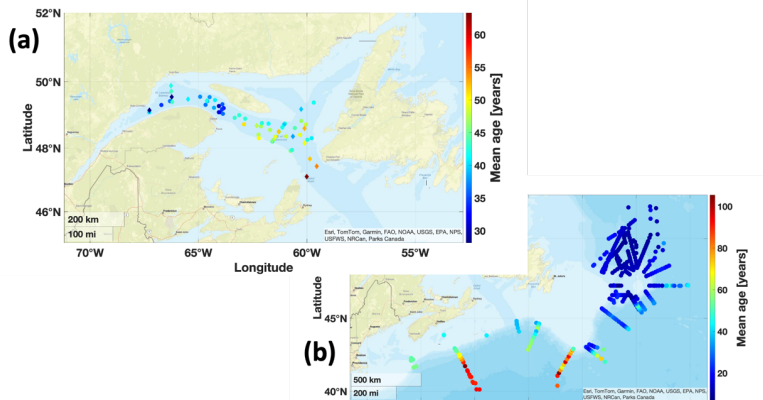 (a)
52°N
50°N
48°N
46°N
Latitude
200 km
100 mi
Esri, TomTom, Garmin, FAO, NOAA, USGS, EPA, NPS,
USFWS, NRCan, Parks Canada
70°W 65°W 60°W 55°W
Longitude
60
55
50
45
40
35
30
Mean age [years]
(b)
45°N
40°N
Latitude
500 km
200 mi
Esri, TomTom, Garmin, FAO, NOAA, USGS, EPA, NPS,
USFWS, NRCan, Parks Canada
100
80
60
40
20
Mean age [years]